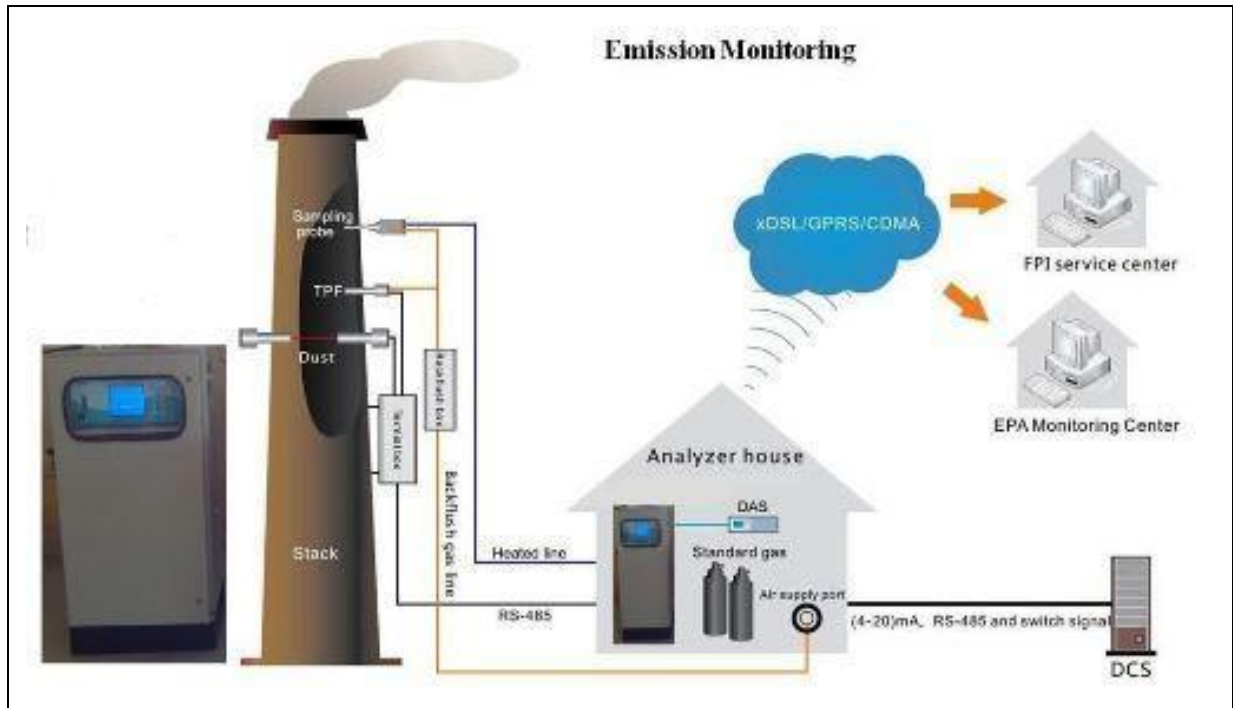 Emission Monitoring
Sampling
probe
TPF
Dust
Stack
Backflush gas line
Heated line
RS-485
xDSL/GPRS/CDMA
FPI service center
EPA Monitoring Center
Analyzer house
DAS
Standard gas
Air supply port
(4-20)mA, RS-485 and switch signal
DCS